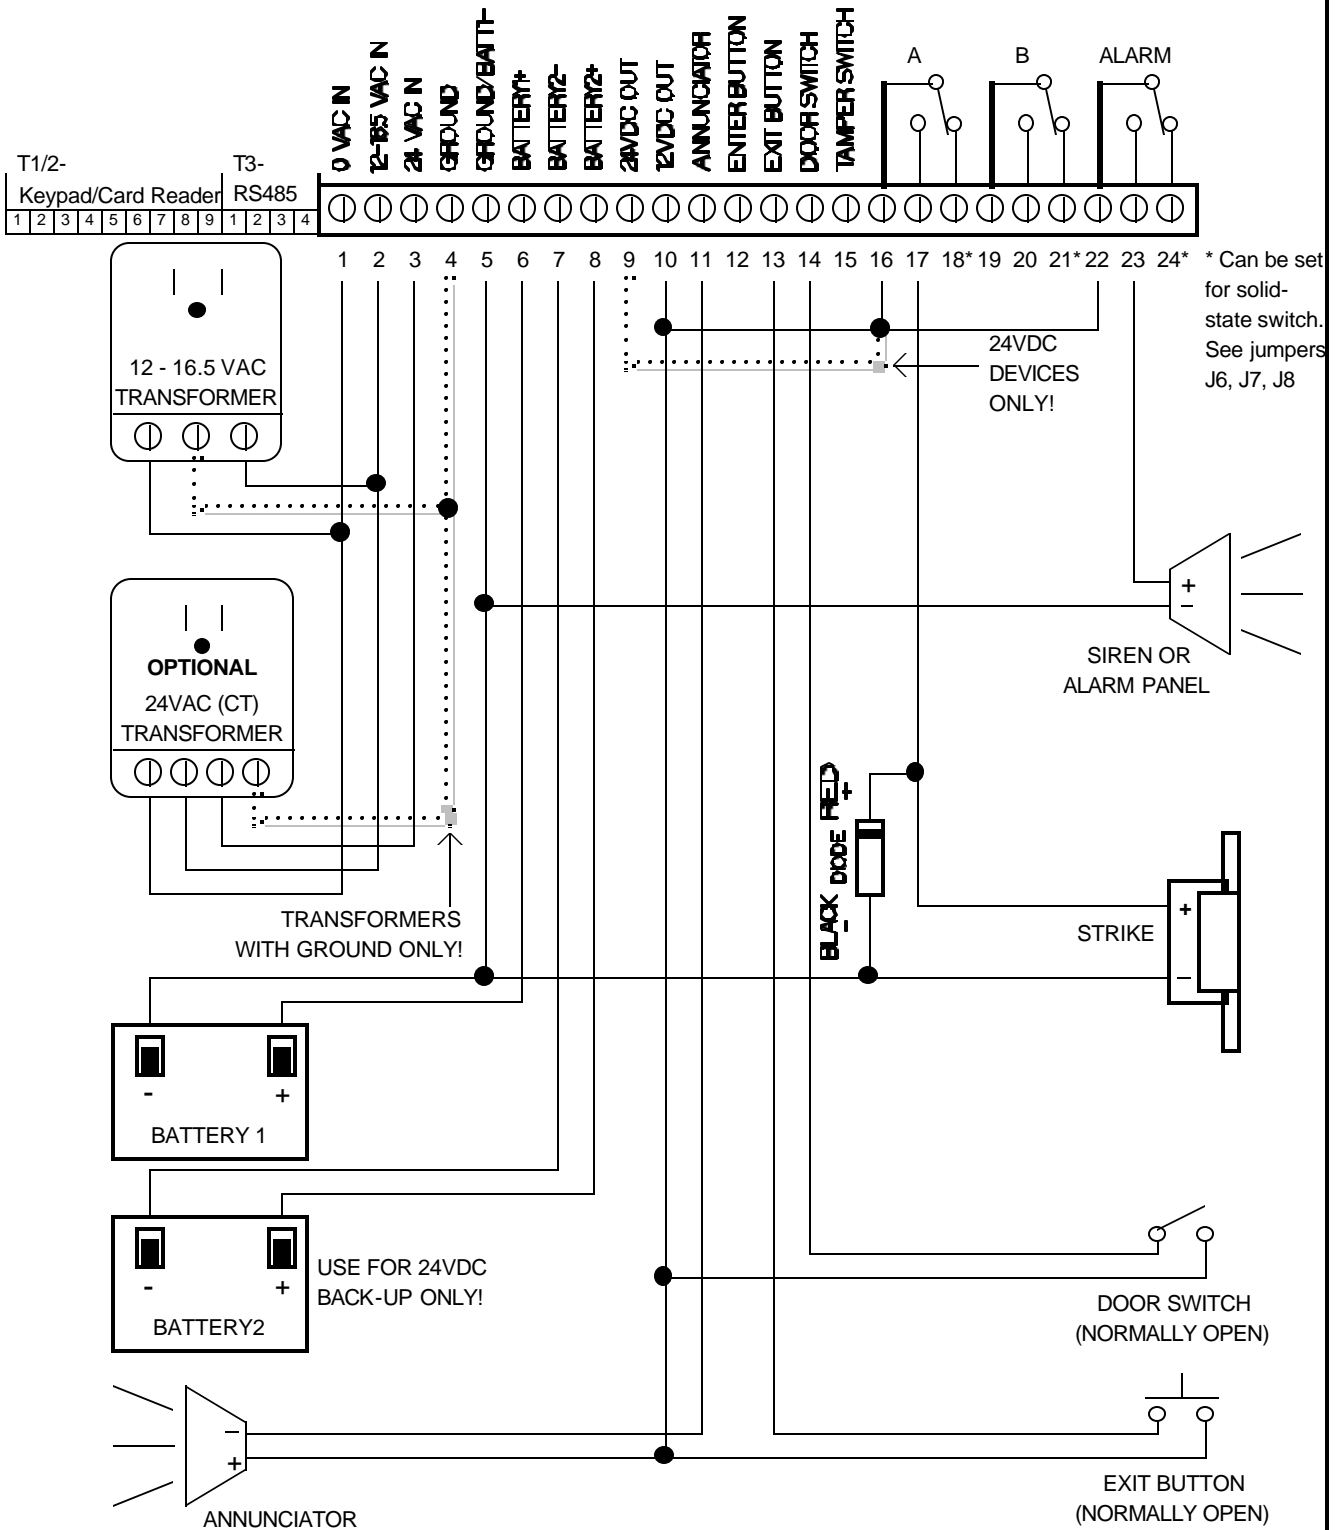 0 VAC IN
12-16.5 VAC IN
24 VAC IN
GROUND
GROUND/BATT1-
BATTERY1+
BATTERY2-
BATTERY2+
24VDC OUT
12VDC OUT
ANNUNCIATOR
ENTER BUTTON
EXIT BUTTON
DOOR SWITCH
TAMPER SWITCH
A
B
ALARM
T1/2-
Keypad/Card Reader
T3-
RS485
1 2 3 4 5 6 7 8 9 1 2 3 4
1 2 3 4 5 6 7 8 9 10 11 12 13 14 15 16 17 18* 19 20 21* 22 23 24*
* Can be set
for solid-
state switch.
See jumpers
J6, J7, J8
12 - 16.5 VAC
TRANSFORMER
24VDC
DEVICES
ONLY!
OPTIONAL
24VAC (CT)
TRANSFORMER
+
–
SIREN OR
ALARM PANEL
RED
+
DIODE
BLACK
-
TRANSFORMERS
WITH GROUND ONLY!
+
STRIKE
–
- +
BATTERY 1
- +
BATTERY2
USE FOR 24VDC
BACK-UP ONLY!
DOOR SWITCH
(NORMALLY OPEN)
–
+
ANNUNCIATOR
EXIT BUTTON
(NORMALLY OPEN)